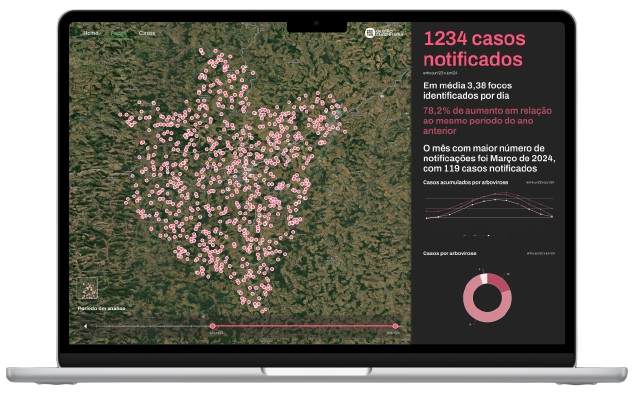 Home Focos Casos
1234 casos
notificados
Em média 3,38 focos
identificados por dia
78,2% de aumento em relação
ao mesmo período do ano
anterior
O mês com maior número de
notificações foi Março de 2024,
com 119 casos notificados
Casos acumulados por arbovirose
Casos por arbovirose
Período em análise